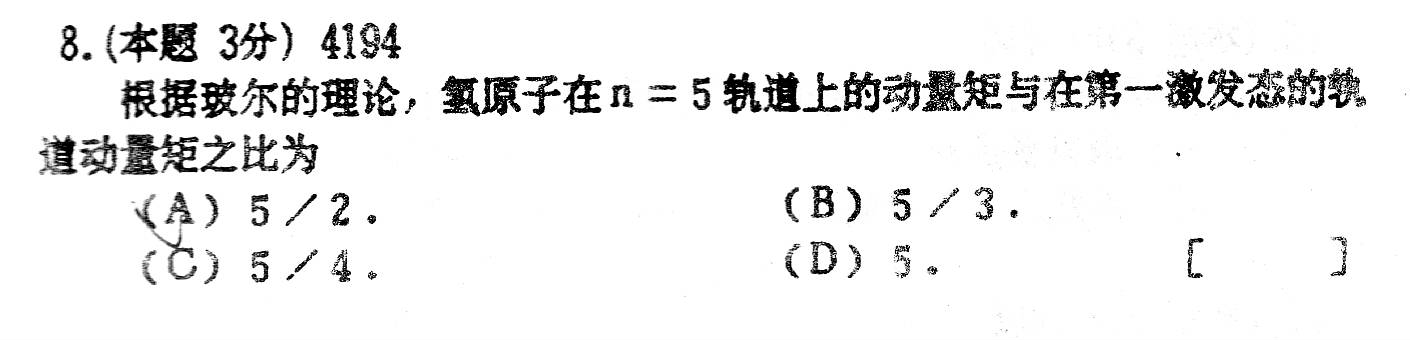 8.(本题 3分) 4194
根据玻尔的理论，氢原子在n＝5轨道上的动量矩与在第一激发态的轨
道动量矩之比为
(A) 5／2． (B) 5／3．
(C) 5／4． (D) 5． [ ]